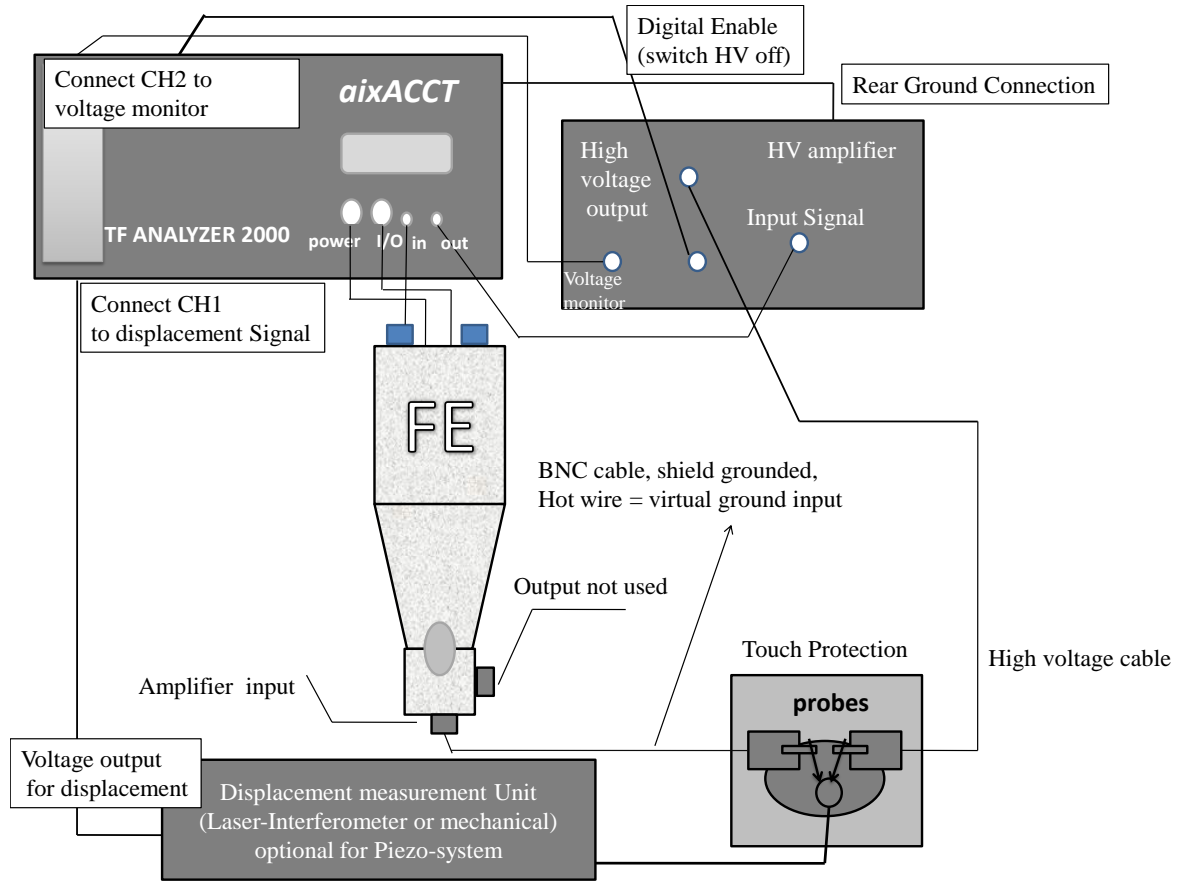 Digital Enable
(switch HV off)
Connect CH2 to
voltage monitor
aixACCT
Rear Ground Connection
High
voltage
output
HV amplifier
Input Signal
TF ANALYZER 2000
power I/O in out
Voltage
monitor
Connect CH1
to displacement Signal
FE
BNC cable, shield grounded,
Hot wire = virtual ground input
Output not used
Touch Protection
High voltage cable
Amplifier input
probes
Voltage output
for displacement
Displacement measurement Unit
(Laser-Interferometer or mechanical)
optional for Piezo-system